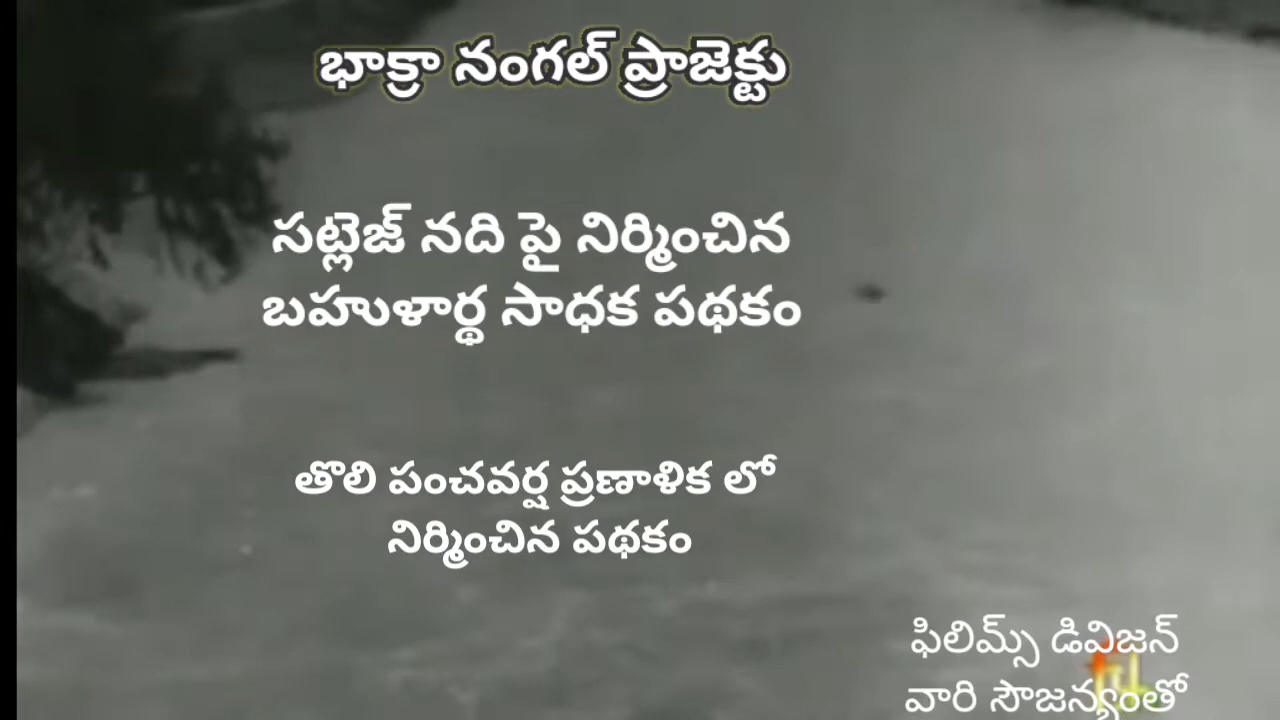 భాక్రా నంగల్ ప్రాజెక్టు
సట్లెజ్ నది పై నిర్మించిన
బహుళార్థ సాధక పథకం
తొలి పంచవర్ష ప్రణాళిక లో
నిర్మించిన పథకం
ఫిలిమ్స్ డివిజన్
వారి సౌజన్యంతో